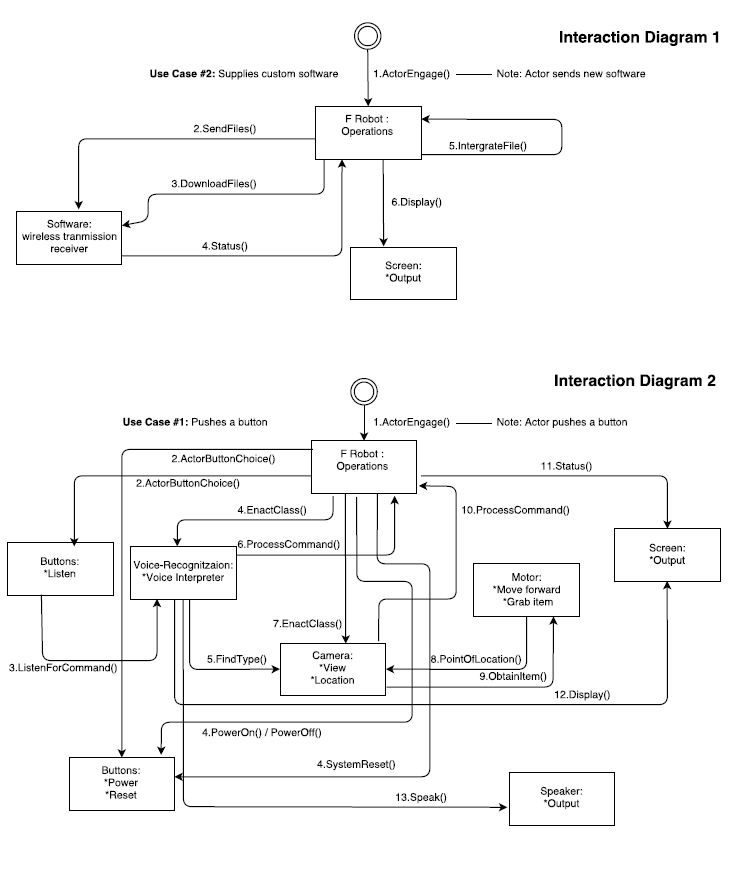 Interaction Diagram 1
Use Case #2: Supplies custom software
1.ActorEngage()
Note: Actor sends new software
F Robot :
Operations
2.SendFiles()
5.IntergrateFile()
3.DownloadFiles()
6.Display()
Software:
wireless tranmission
receiver
4.Status()
Screen:
*Output
Interaction Diagram 2
Use Case #1: Pushes a button
1.ActorEngage()
Note: Actor pushes a button
F Robot :
Operations
2.ActorButtonChoice()
11.Status()
2.ActorButtonChoice()
4.EnactClass()
10.ProcessCommand()
6.ProcessCommand()
Buttons:
*Listen
Voice-Recognitzaion:
*Voice Interpreter
Screen:
*Output
Motor:
*Move forward
*Grab item
7.EnactClass()
3.ListenForCommand()
5.FindType()
Camera:
*View
*Location
8.PointOfLocation()
9.ObtainItem()
12.Display()
4.PowerOn() / PowerOff()
4.SystemReset()
Buttons:
*Power
*Reset
13.Speak()
Speaker:
*Output